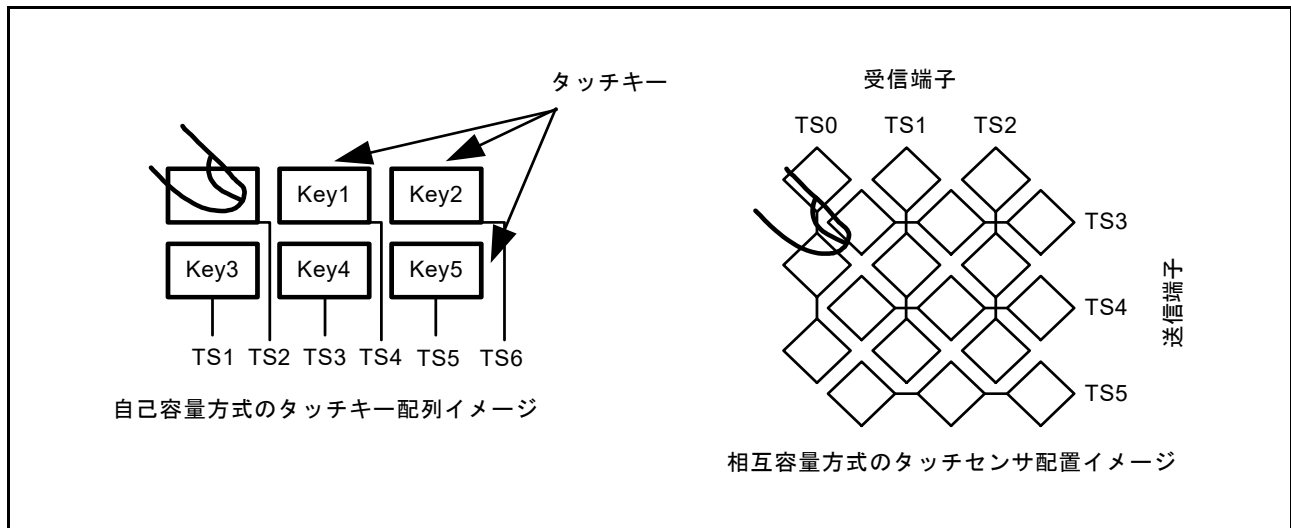 タッチキー
Key1
Key2
Key3
Key4
Key5
TS1 TS2 TS3 TS4 TS5 TS6
自己容量方式のタッチキー配列イメージ
受信端子
TS0 TS1 TS2
TS3
TS4
TS5
送信端子
相互容量方式のタッチセンサ配置イメージ